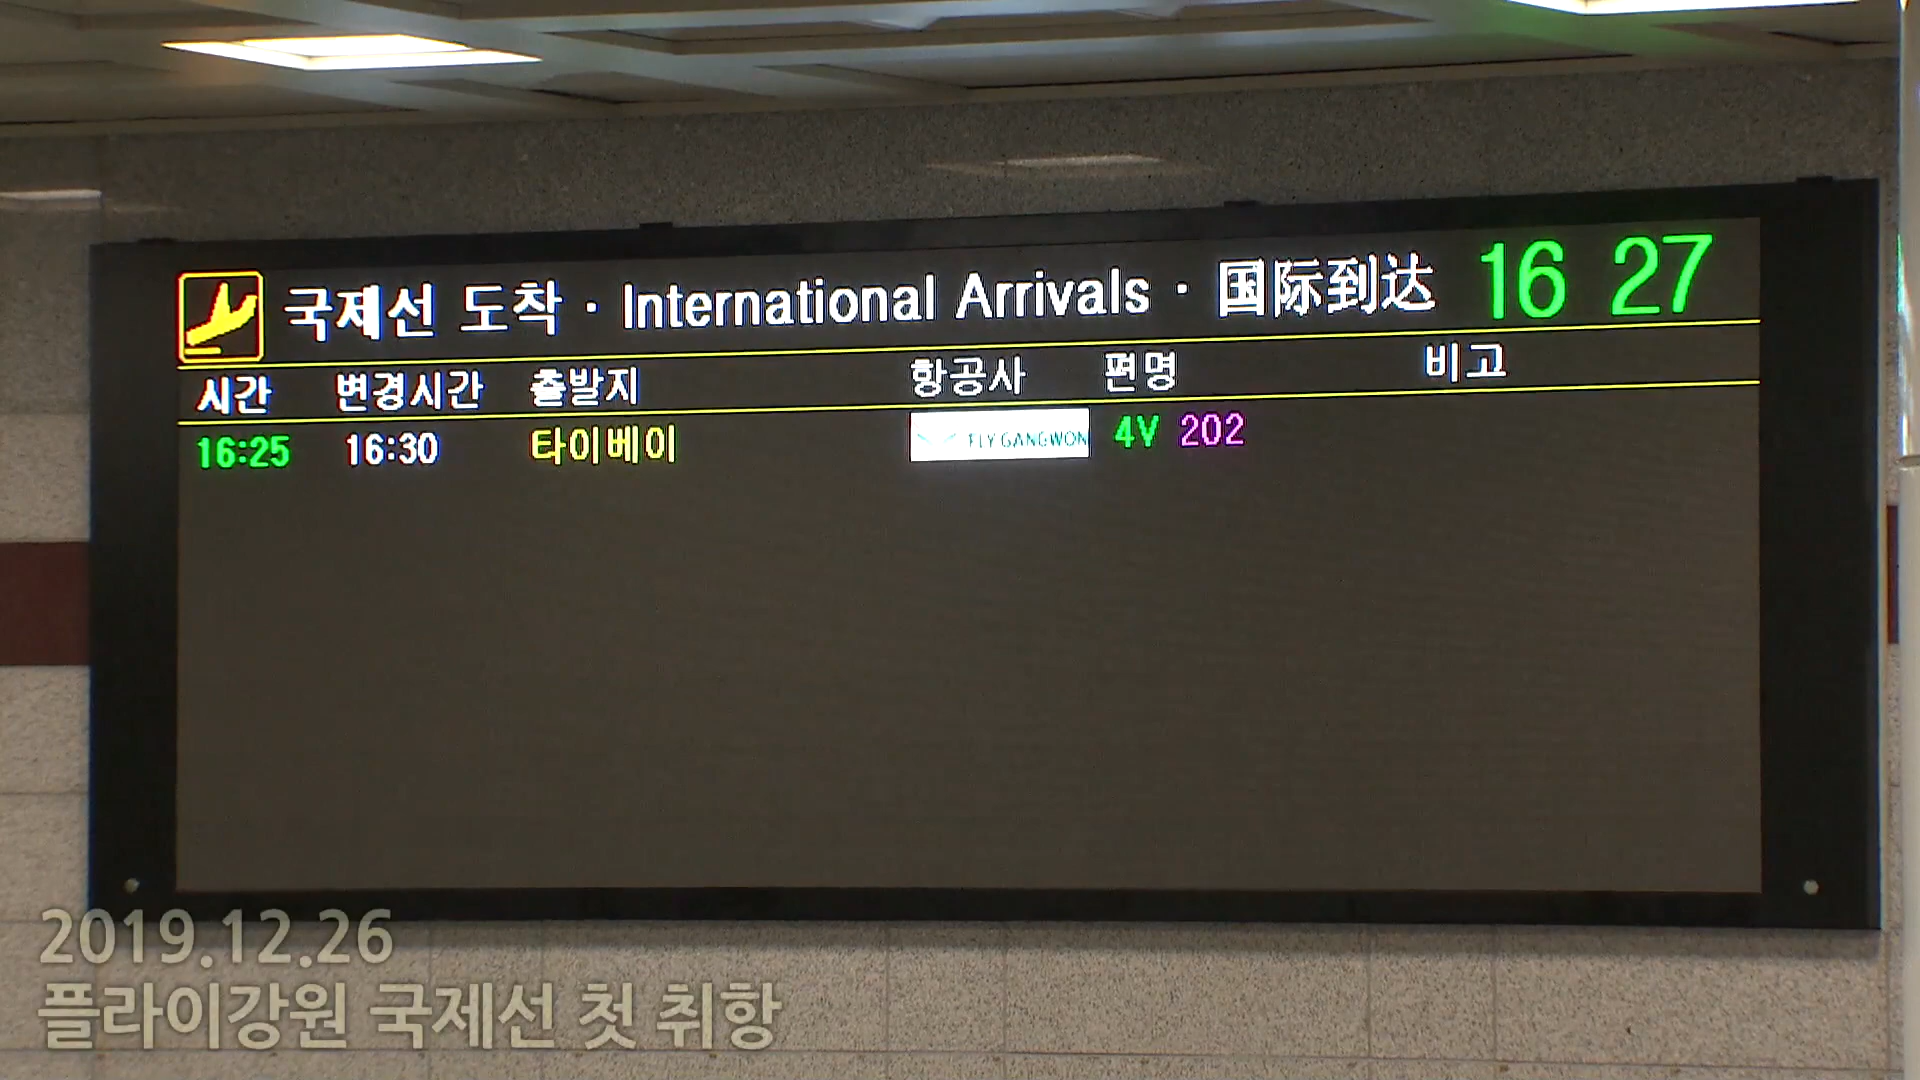 국제선 도착 · International Arrivals · 国际到达 16 27
시간 변경시간 출발지 항공사 편명 비고
16:25 16:30 타이베이 FLY GANGWON 4V 202
2019.12.26
플라이강원 국제선 첫 취항